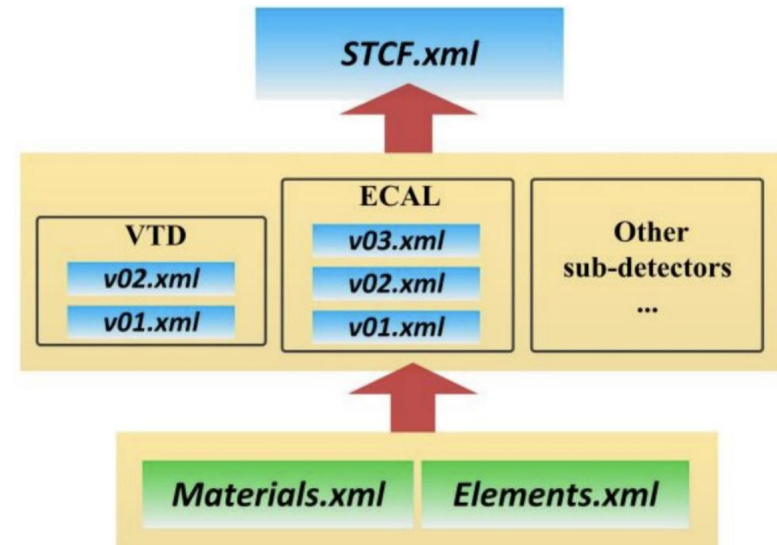 STCF.xml
VTD
v02.xml
v01.xml
ECAL
v03.xml
v02.xml
v01.xml
Other
sub-detectors
...
Materials.xml
Elements.xml